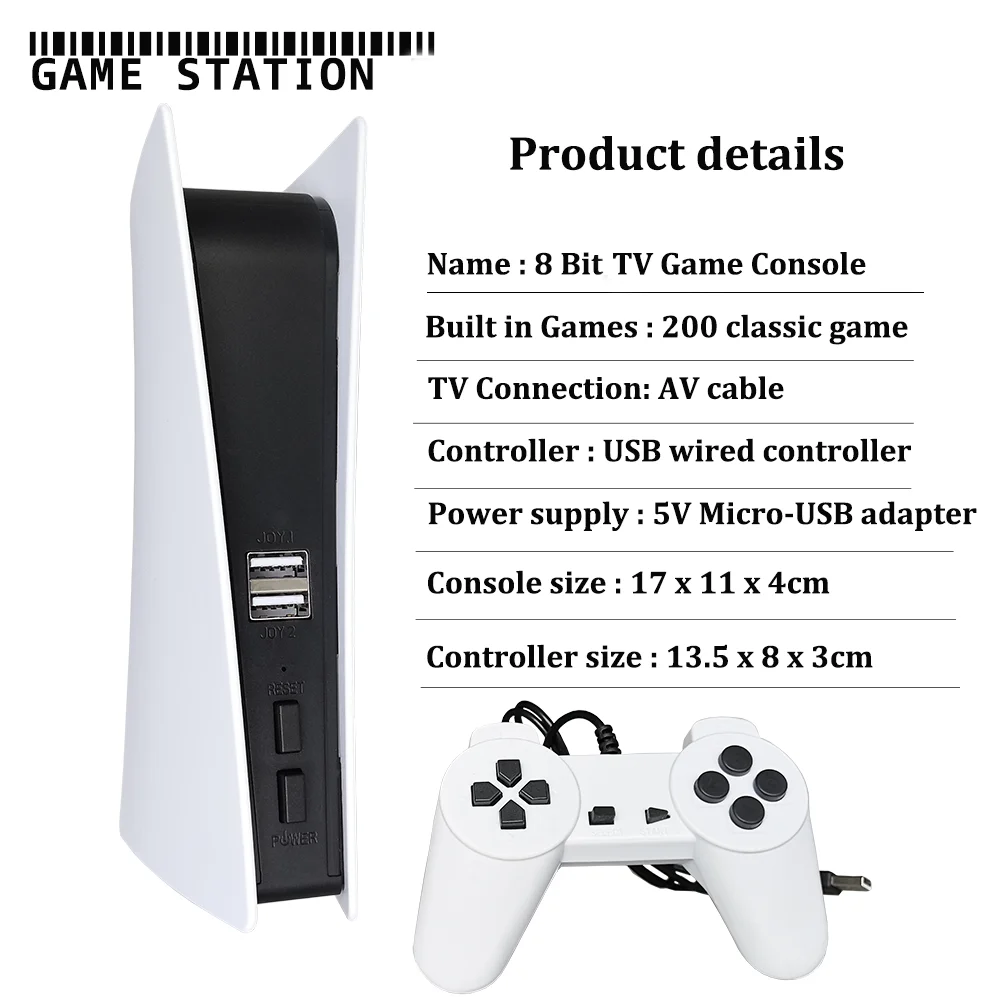 GAME STATION
Product details
Name : 8 Bit TV Game Console
Built in Games : 200 classic game
TV Connection: AV cable
Controller : USB wired controller
Power supply : 5V Micro-USB adapter
Console size : 17 x 11 x 4cm
Controller size : 13.5 x 8 x 3cm
JOY1
JOY2
RESET
POWER